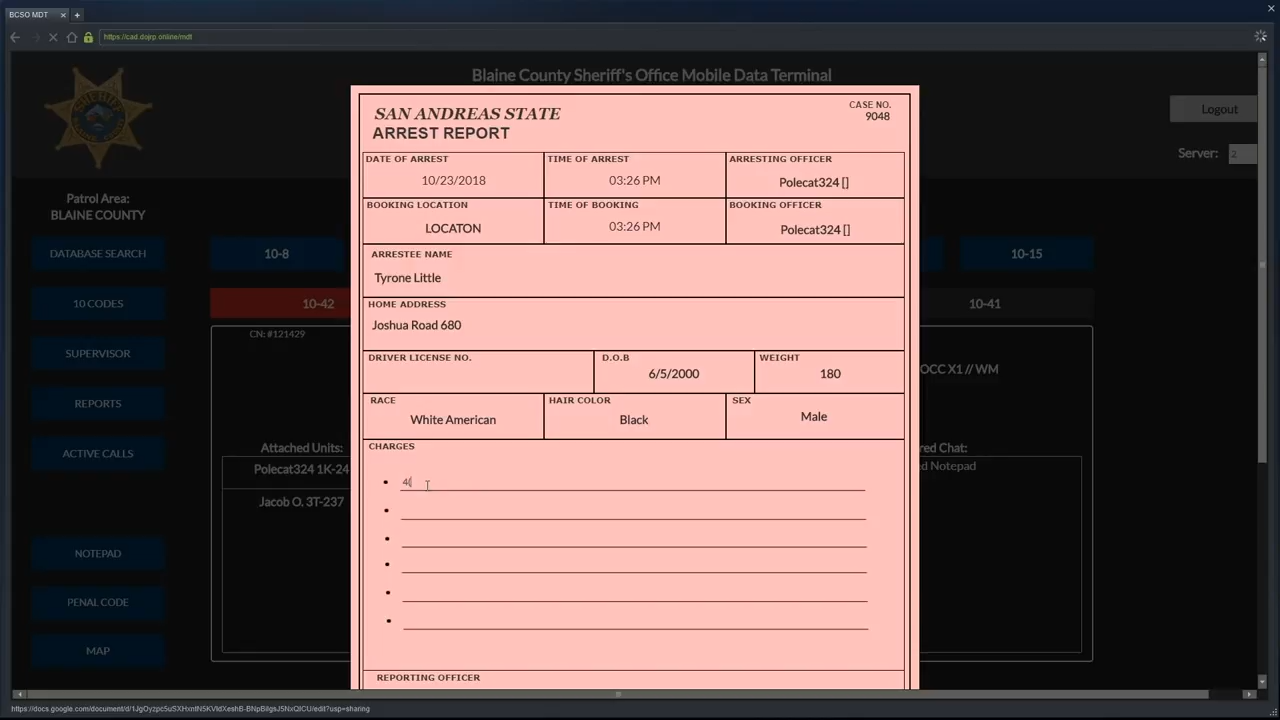 BCSO MDT
https://cad.dojrp.online/mdt
Blaine County Sheriff's Office Mobile Data Terminal
Logout
Server: 2
SHERIFF
Patrol Area:
BLAINE COUNTY
DATABASE SEARCH
10 CODES
SUPERVISOR
REPORTS
ACTIVE CALLS
NOTEPAD
PENAL CODE
MAP
10-8
10-15
10-42
10-41
CN: #121429
OCC X1 // WM
Attached Units:
Polecat324 1K-24
Jacob O. 3T-237
red Chat:
d Notepad
SAN ANDREAS STATE
ARREST REPORT
CASE NO.
9048
DATE OF ARREST
10/23/2018
TIME OF ARREST
03:26 PM
ARRESTING OFFICER
Polecat324 []
BOOKING LOCATION
LOCATON
TIME OF BOOKING
03:26 PM
BOOKING OFFICER
Polecat324 []
ARRESTEE NAME
Tyrone Little
HOME ADDRESS
Joshua Road 680
DRIVER LICENSE NO.
D.O.B
6/5/2000
WEIGHT
180
RACE
White American
HAIR COLOR
Black
SEX
Male
CHARGES
REPORTING OFFICER